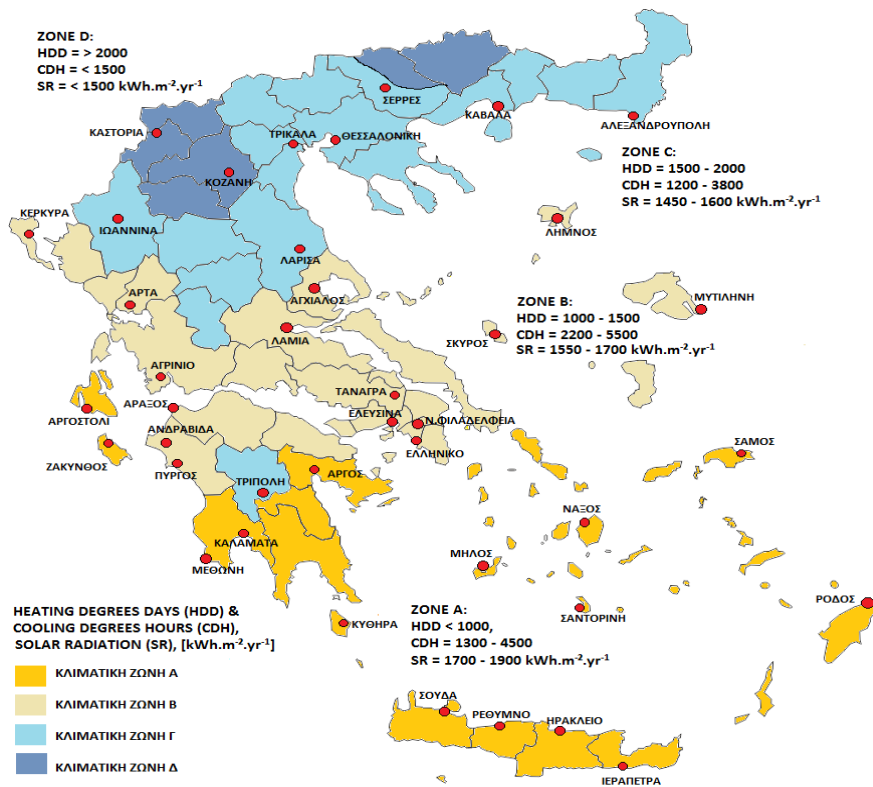 ZONE D:
HDD = > 2000
CDH = < 1500
SR = < 1500 kWh.m⁻².yr⁻¹
ΣΕΡΡΕΣ
ΚΑΒΑΛΑ
ΑΛΕΞΑΝΔΡΟΥΠΟΛΗ
ΚΑΣΤΟΡΙΑ
ΤΡΙΚΑΛΑ
ΘΕΣΣΑΛΟΝΙΚΗ
ΚΟΖΑΝΗ
ZONE C:
HDD = 1500 - 2000
CDH = 1200 - 3800
SR = 1450 - 1600 kWh.m⁻².yr⁻¹
ΚΕΡΚΥΡΑ
ΙΩΑΝΝΙΝΑ
ΛΗΜΝΟΣ
ΛΑΡΙΣΑ
ΑΡΤΑ
ΑΓΧΙΑΛΟΣ
ΜΥΤΙΛΗΝΗ
ZONE B:
HDD = 1000 - 1500
CDH = 2200 - 5500
SR = 1550 - 1700 kWh.m⁻².yr⁻¹
ΛΑΜΙΑ
ΣΚΥΡΟΣ
ΑΓΡΙΝΙΟ
ΤΑΝΑΓΡΑ
ΑΡΑΞΟΣ
ΕΛΕΥΣΙΝΑ
ΑΡΓΟΣΤΟΛΙ
Ν.ΦΙΛΑΔΕΛΦΕΙΑ
ΑΝΔΡΑΒΙΔΑ
ΕΛΛΗΝΙΚΟ
ΣΑΜΟΣ
ΖΑΚΥΝΘΟΣ
ΠΥΡΓΟΣ
ΑΡΓΟΣ
ΤΡΙΠΟΛΗ
ΝΑΞΟΣ
ΚΑΛΑΜΑΤΑ
ΜΗΛΟΣ
ΜΕΘΩΝΗ
ΡΟΔΟΣ
ΣΑΝΤΟΡΙΝΗ
ΚΥΘΗΡΑ
ZONE A:
HDD < 1000,
CDH = 1300 - 4500
SR = 1700 - 1900 kWh.m⁻².yr⁻¹
HEATING DEGREES DAYS (HDD) &
COOLING DEGREES HOURS (CDH),
SOLAR RADIATION (SR), [kWh.m⁻².yr⁻¹]
ΚΛΙΜΑΤΙΚΗ ΖΩΝΗ Α
ΚΛΙΜΑΤΙΚΗ ΖΩΝΗ Β
ΚΛΙΜΑΤΙΚΗ ΖΩΝΗ Γ
ΚΛΙΜΑΤΙΚΗ ΖΩΝΗ Δ
ΣΟΥΔΑ
ΡΕΘΥΜΝΟ
ΗΡΑΚΛΕΙΟ
ΙΕΡΑΠΕΤΡΑ